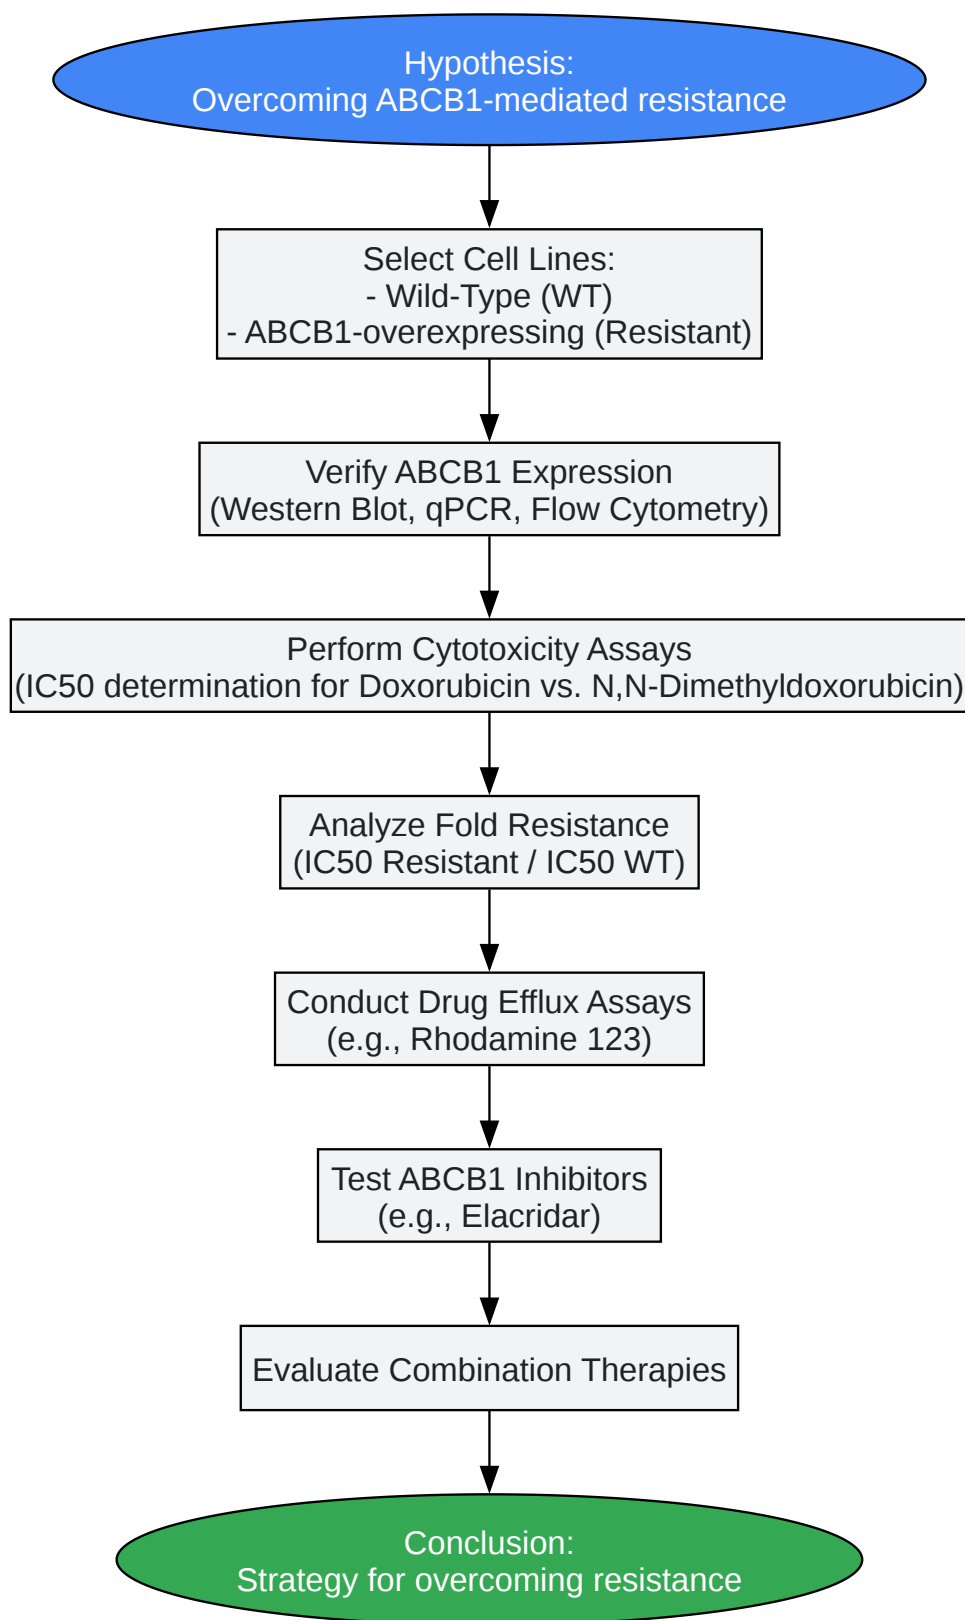 Hypothesis:
Overcoming ABCB1-mediated resistance
Select Cell Lines:
- Wild-Type (WT)
- ABCB1-overexpressing (Resistant)
Verify ABCB1 Expression
(Western Blot, qPCR, Flow Cytometry)
Perform Cytotoxicity Assays
(IC50 determination for Doxorubicin vs. N,N-Dimethyldoxorubicin)
Analyze Fold Resistance
(IC50 Resistant / IC50 WT)
Conduct Drug Efflux Assays
(e.g., Rhodamine 123)
Test ABCB1 Inhibitors
(e.g., Elacridar)
Evaluate Combination Therapies
Conclusion:
Strategy for overcoming resistance